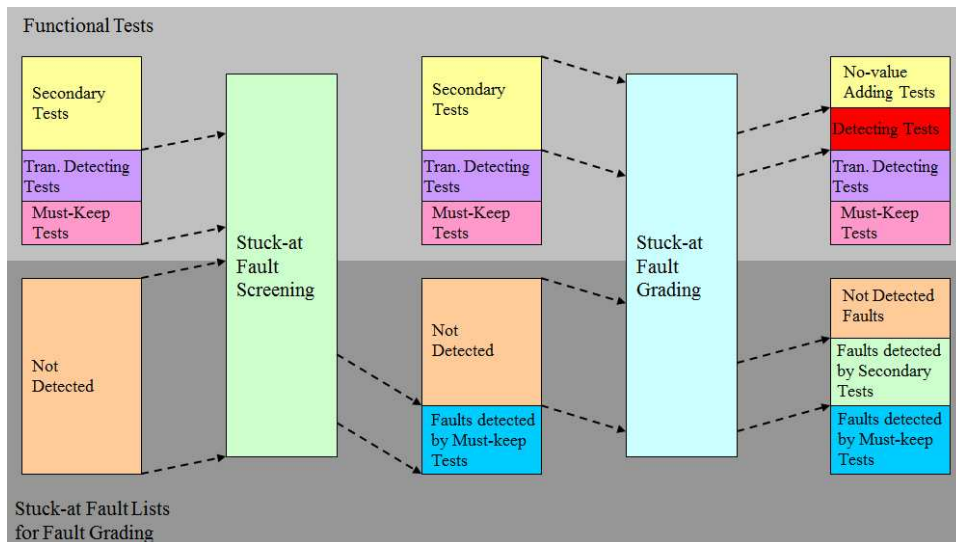 Functional Tests
Secondary
Tests
Tran. Detecting
Tests
Must-Keep
Tests
Stuck-at
Fault
Screening
Secondary
Tests
Tran. Detecting
Tests
Must-Keep
Tests
Stuck-at
Fault
Grading
No-value
Adding Tests
Detecting Tests
Tran. Detecting
Tests
Must-Keep
Tests
Not
Detected
Not
Detected
Faults detected
by Must-keep
Tests
Not Detected
Faults
Faults detected
by Secondary
Tests
Faults detected
by Must-keep
Tests
Stuck-at Fault Lists
for Fault Grading